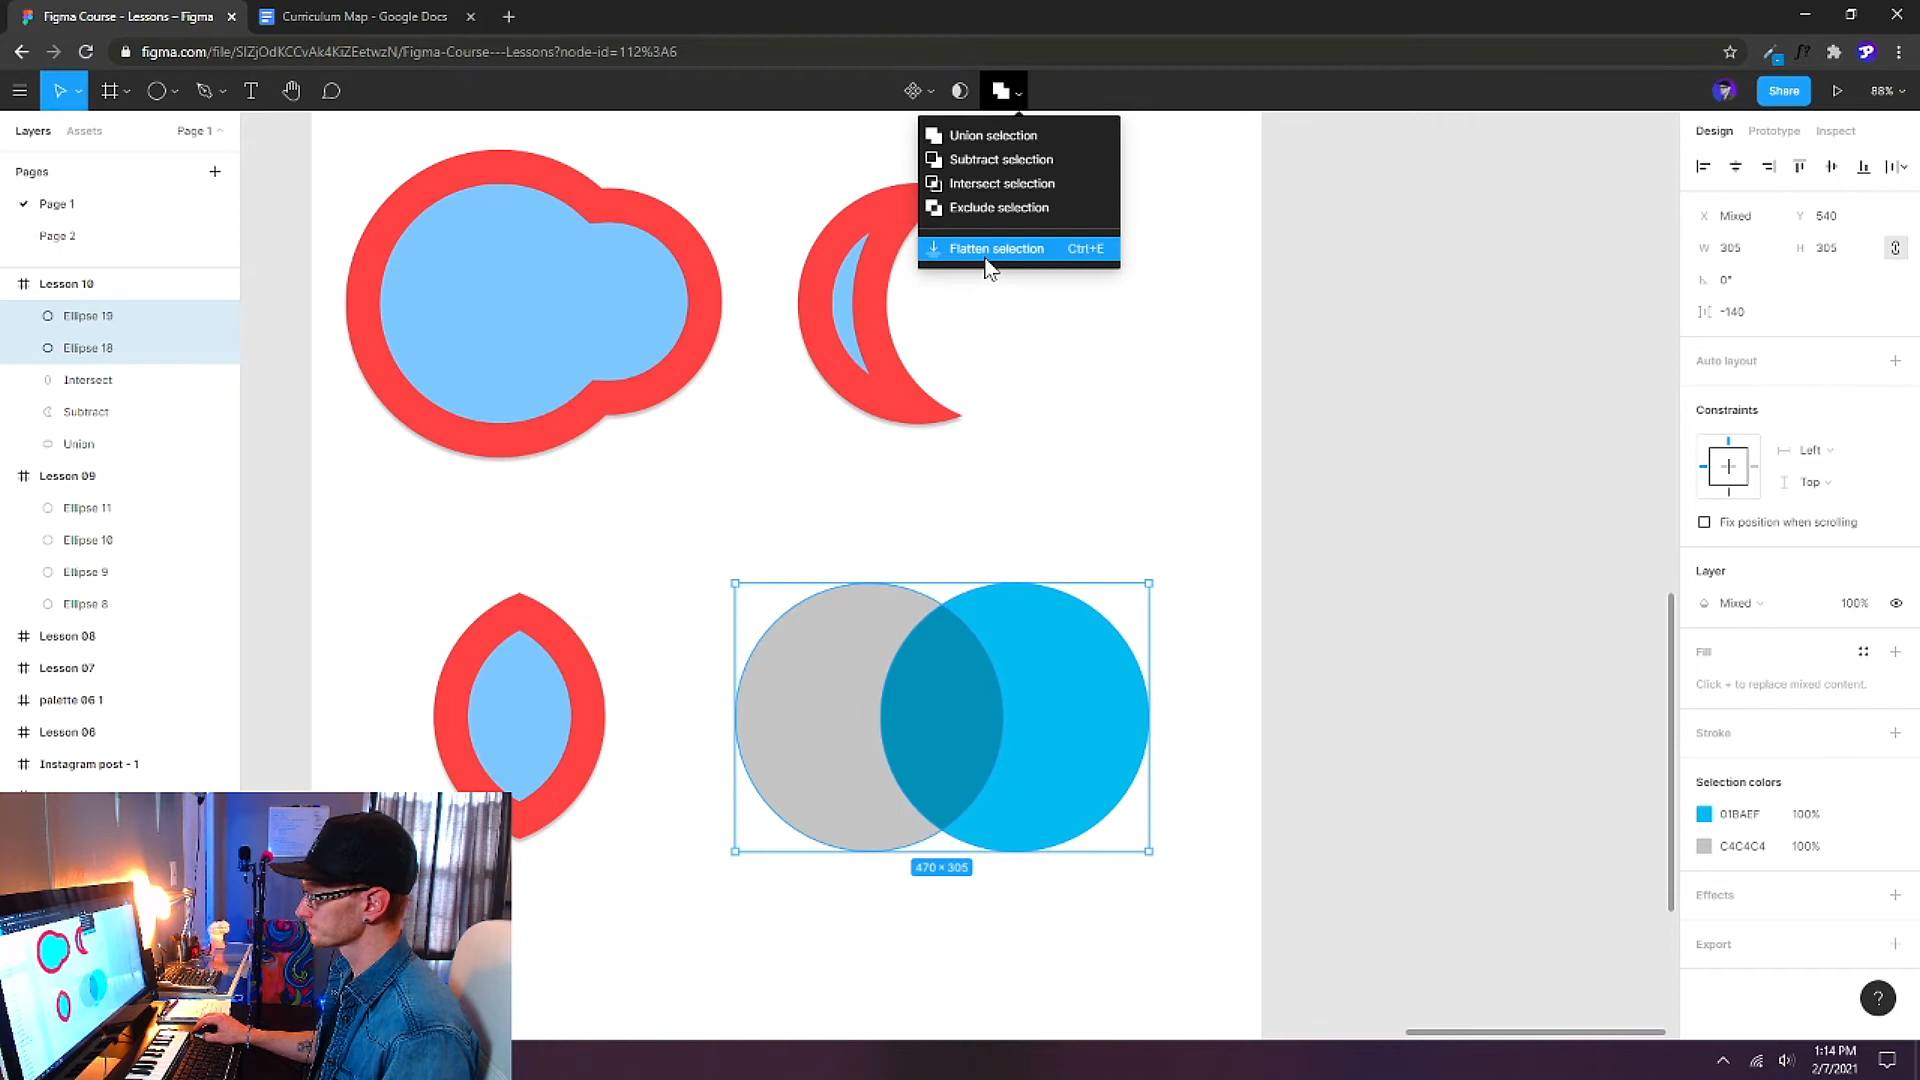 Figma Course - Lessons – Figma
Curriculum Map - Google Docs
figma.com/file/SIZjOdKCCvAk4KiZEetwzN/Figma-Course---Lessons?node-id=112%3A6
Share
88%
Layers
Assets
Page 1
Pages
Page 1
Page 2
Lesson 10
Ellipse 19
Ellipse 18
Intersect
Subtract
Union
Lesson 09
Ellipse 11
Ellipse 10
Ellipse 9
Ellipse 8
Lesson 08
Lesson 07
palette 06 1
Lesson 06
Instagram post - 1
Union selection
Subtract selection
Intersect selection
Exclude selection
Flatten selection Ctrl+E
470 × 305
Design
Prototype
Inspect
X Mixed Y 540
W 305 H 305
0°
-140
Auto layout
Constraints
Left
Top
Fix position when scrolling
Layer
Mixed 100%
Fill
Click + to replace mixed content.
Stroke
Selection colors
01BAEF 100%
C4C4C4 100%
Effects
Export
?
1:14 PM
2/7/2021